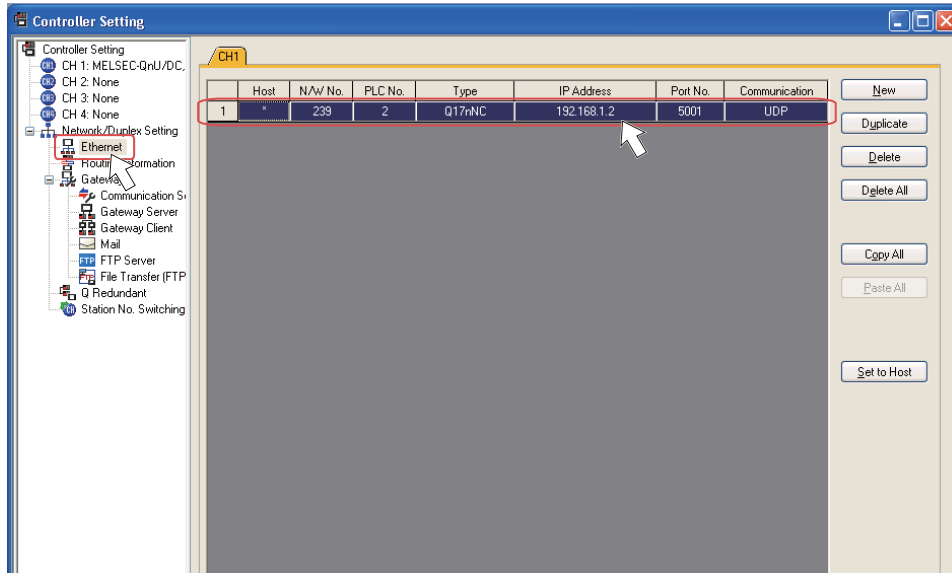 Controller Setting
Controller Setting
CH 1: MELSEC-QnU/DC,
CH 2: None
CH 3: None
CH 4: None
Network/Duplex Setting
Ethernet
Gateway
Communication S
Gateway Server
Gateway Client
Mail
FTP Server
File Transfer (FTP
Q Redundant
Station No. Switching
CH1
Host N/W No. PLC No. Type IP Address Port No. Communication
1 * 239 2 Q17nNC 192.168.1.2 5001 UDP
New
Duplicate
Delete
Delete All
Copy All
Paste All
Set to Host